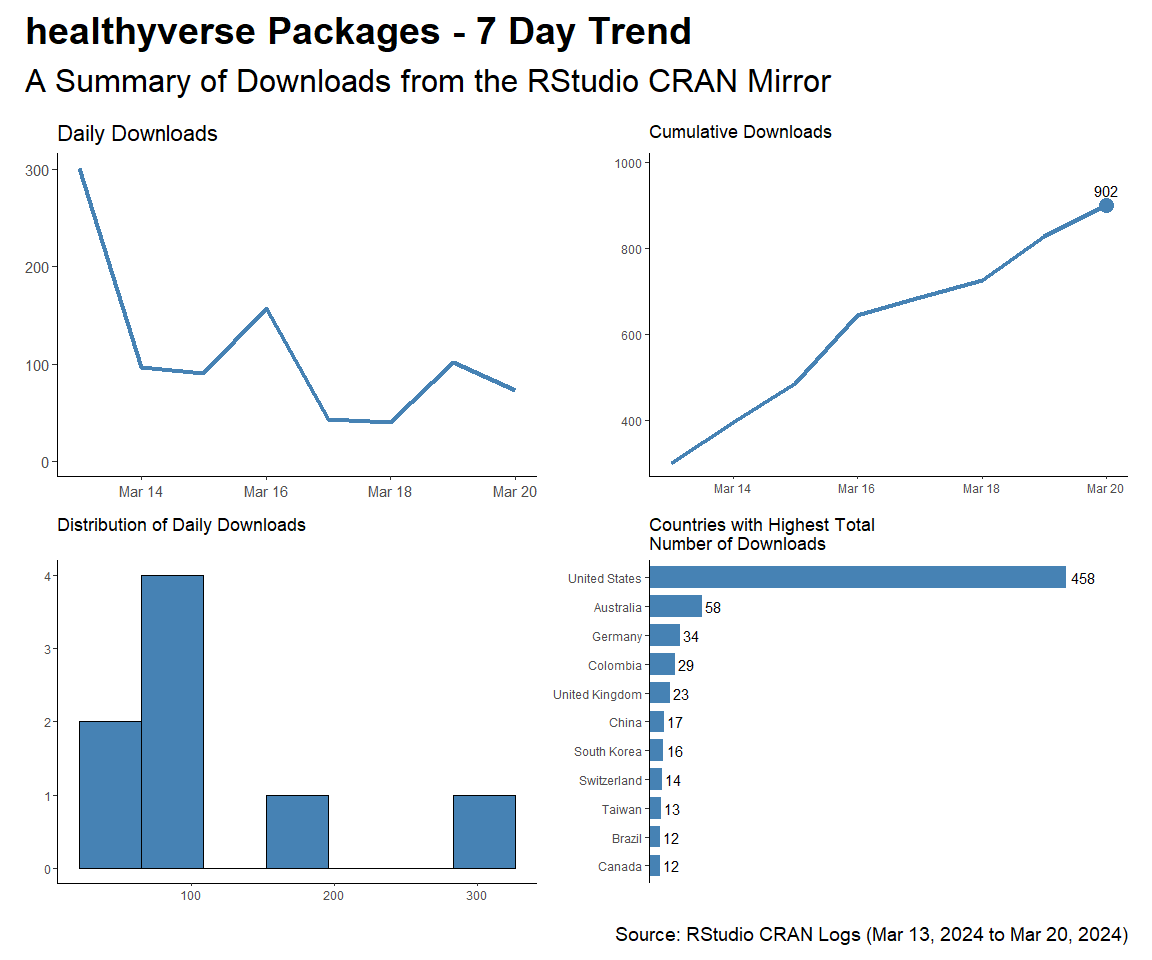 healthyverse Packages - 7 Day Trend
A Summary of Downloads from the RStudio CRAN Mirror
Daily Downloads
300
200
100
0
Mar 14 Mar 16 Mar 18 Mar 20
Cumulative Downloads
1000
800
600
400
902
Mar 14 Mar 16 Mar 18 Mar 20
Distribution of Daily Downloads
4
3
2
1
0
100 200 300
Countries with Highest Total
Number of Downloads
United States 458
Australia 58
Germany 34
Colombia 29
United Kingdom 23
China 17
South Korea 16
Switzerland 14
Taiwan 13
Brazil 12
Canada 12
Source: RStudio CRAN Logs (Mar 13, 2024 to Mar 20, 2024)